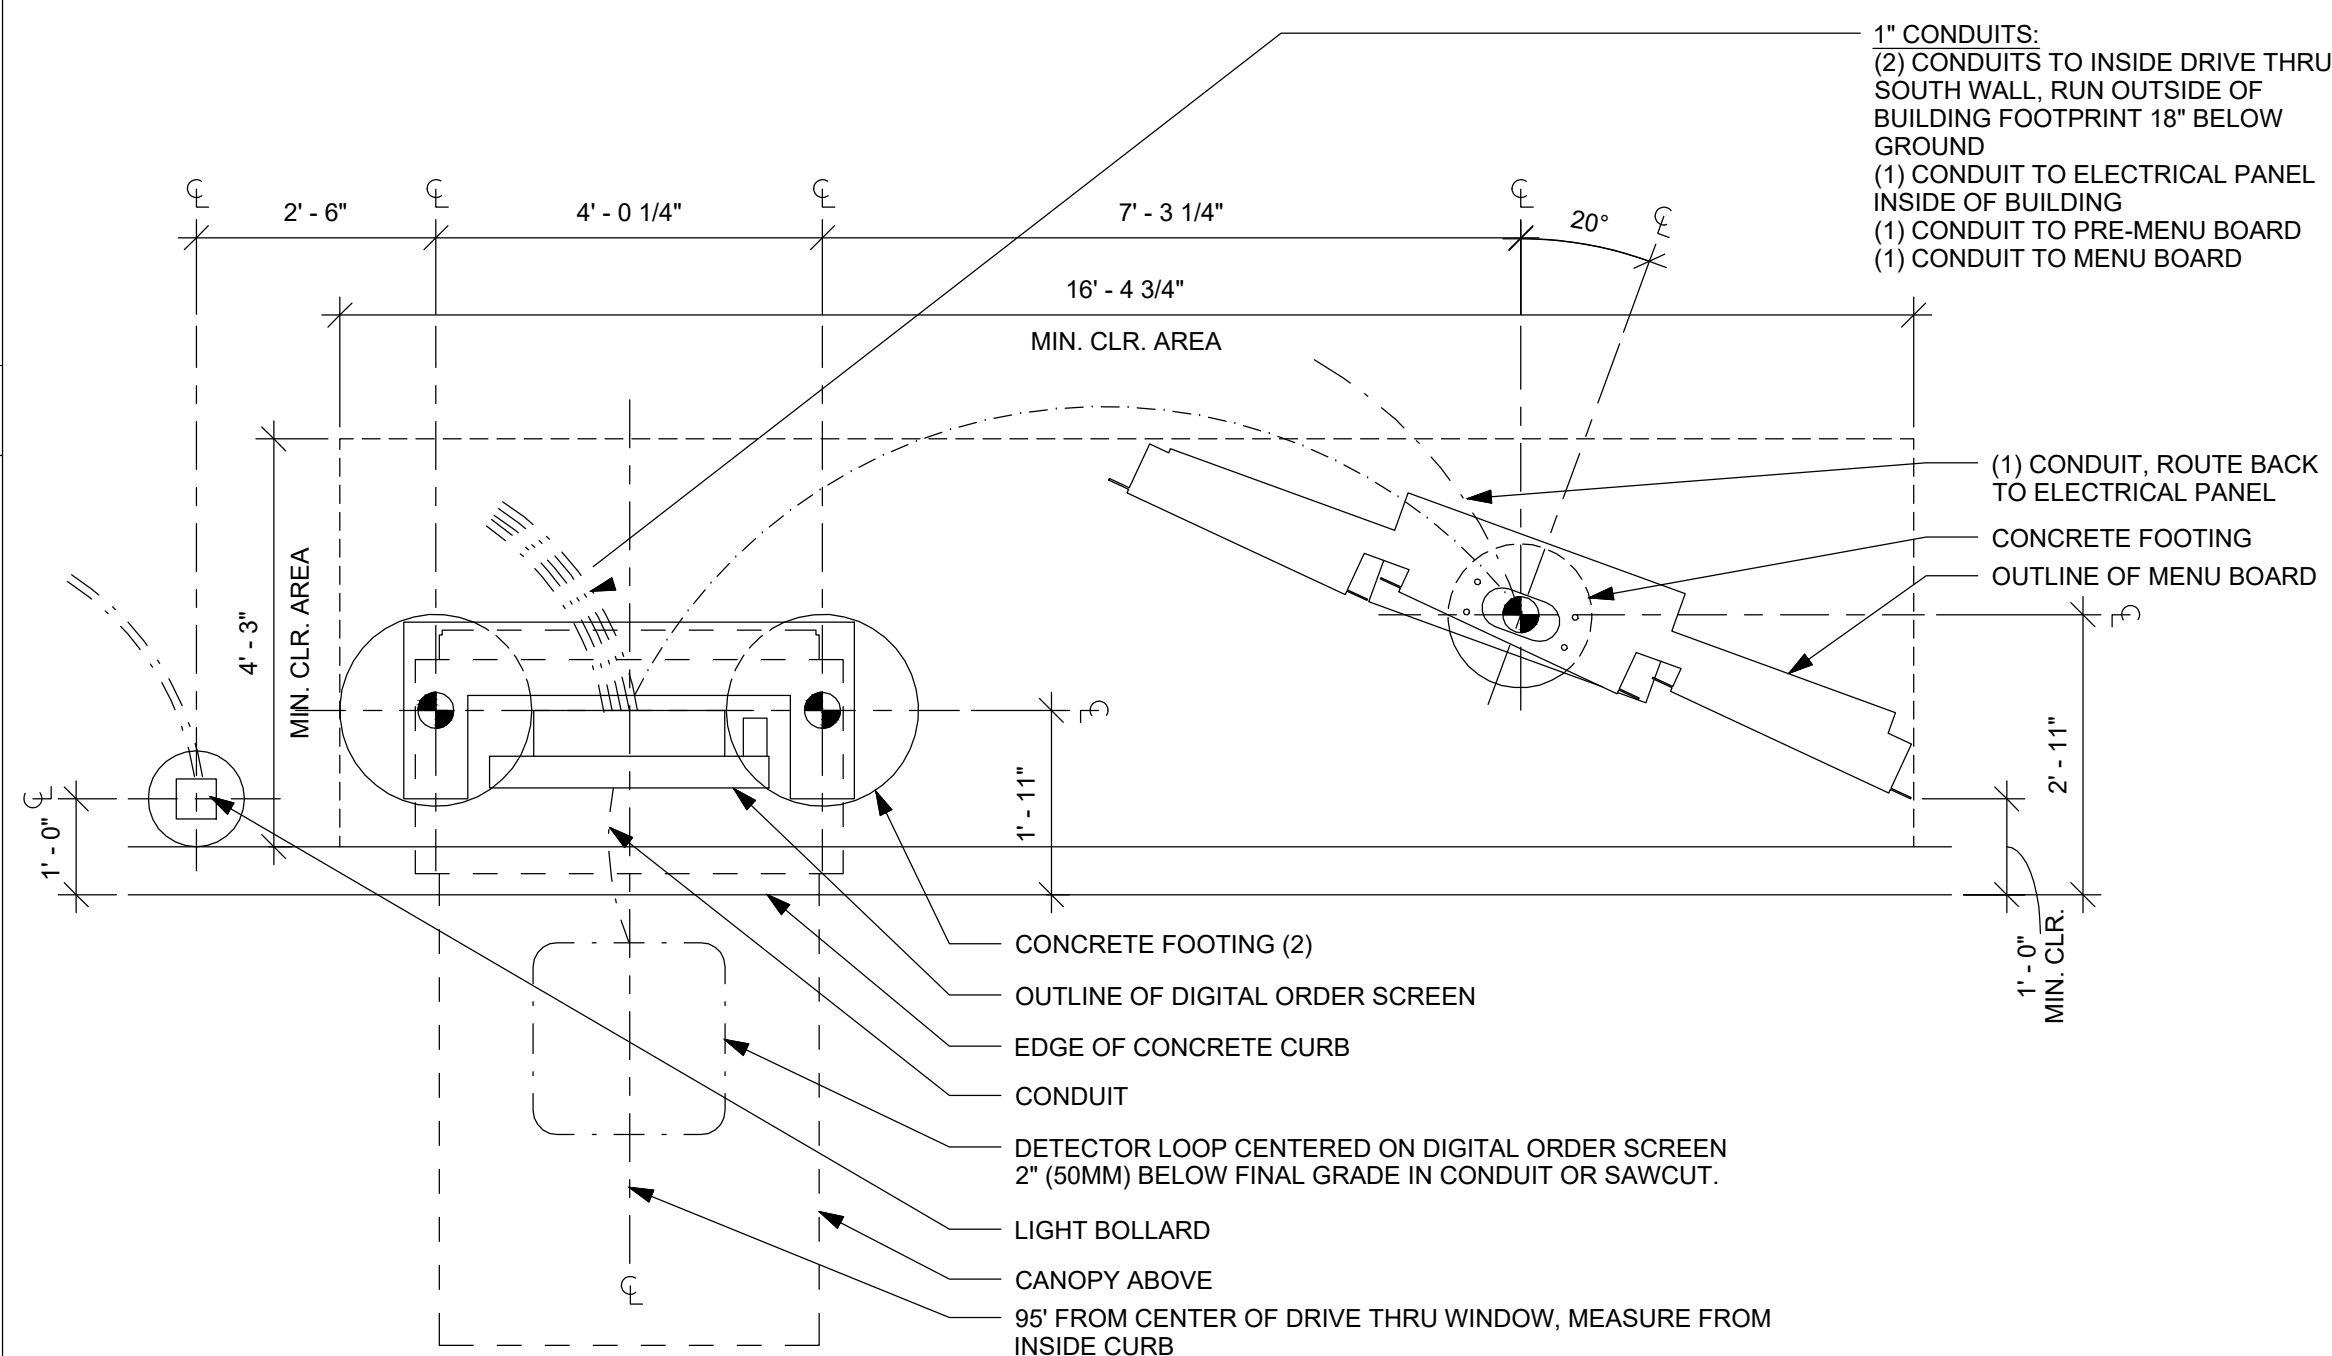 1" CONDUITS:
(2) CONDUITS TO INSIDE DRIVE THRU
SOUTH WALL, RUN OUTSIDE OF
BUILDING FOOTPRINT 18" BELOW
GROUND
(1) CONDUIT TO ELECTRICAL PANEL
INSIDE OF BUILDING
(1) CONDUIT TO PRE-MENU BOARD
(1) CONDUIT TO MENU BOARD
2' - 6"
4' - 0 1/4"
7' - 3 1/4"
20°
16' - 4 3/4"
MIN. CLR. AREA
4' - 3"
MIN. CLR. AREA
1' - 0"
1' - 11"
2' - 11"
1' - 0"
MIN. CLR.
(1) CONDUIT, ROUTE BACK
TO ELECTRICAL PANEL
CONCRETE FOOTING
OUTLINE OF MENU BOARD
CONCRETE FOOTING (2)
OUTLINE OF DIGITAL ORDER SCREEN
EDGE OF CONCRETE CURB
CONDUIT
DETECTOR LOOP CENTERED ON DIGITAL ORDER SCREEN
2" (50MM) BELOW FINAL GRADE IN CONDUIT OR SAWCUT.
LIGHT BOLLARD
CANOPY ABOVE
95' FROM CENTER OF DRIVE THRU WINDOW, MEASURE FROM
INSIDE CURB